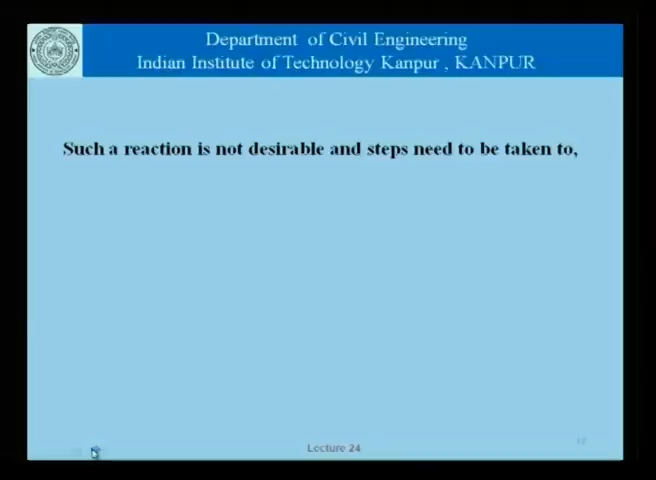 Department of Civil Engineering
Indian Institute of Technology Kanpur , KANPUR
Such a reaction is not desirable and steps need to be taken to,
Lecture 24